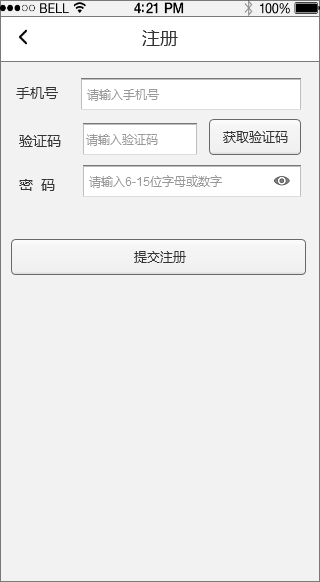 BELL 4:21 PM 100%
注册
手机号 请输入手机号
验证码 请输入验证码 获取验证码
密 码 请输入6-15位字母或数字
提交注册